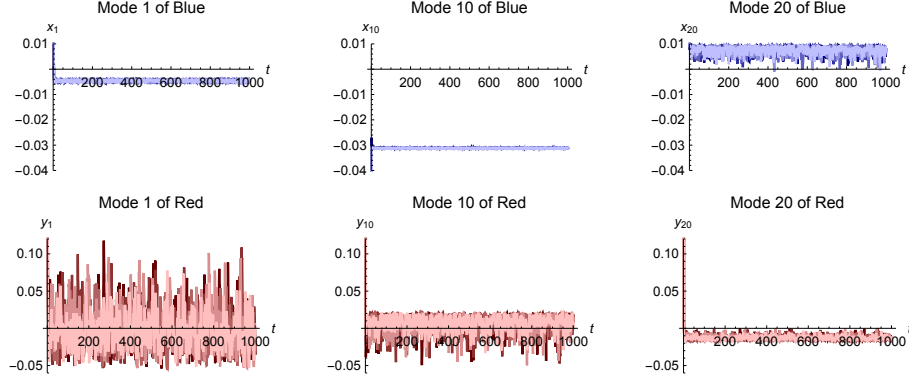 Mode 1 of Blue
Mode 10 of Blue
Mode 20 of Blue
x1
0.01
−0.01
−0.02
−0.03
−0.04
200 400 600 800 1000
t
x10
0.01
−0.01
−0.02
−0.03
−0.04
200 400 600 800 1000
t
x20
0.01
−0.01
−0.02
−0.03
−0.04
200 400 600 800 1000
t
Mode 1 of Red
Mode 10 of Red
Mode 20 of Red
y1
0.10
0.05
−0.05
200 400 600 800 1000
t
y10
0.10
0.05
−0.05
200 400 600 800 1000
t
y20
0.10
0.05
−0.05
200 400 600 800 1000
t